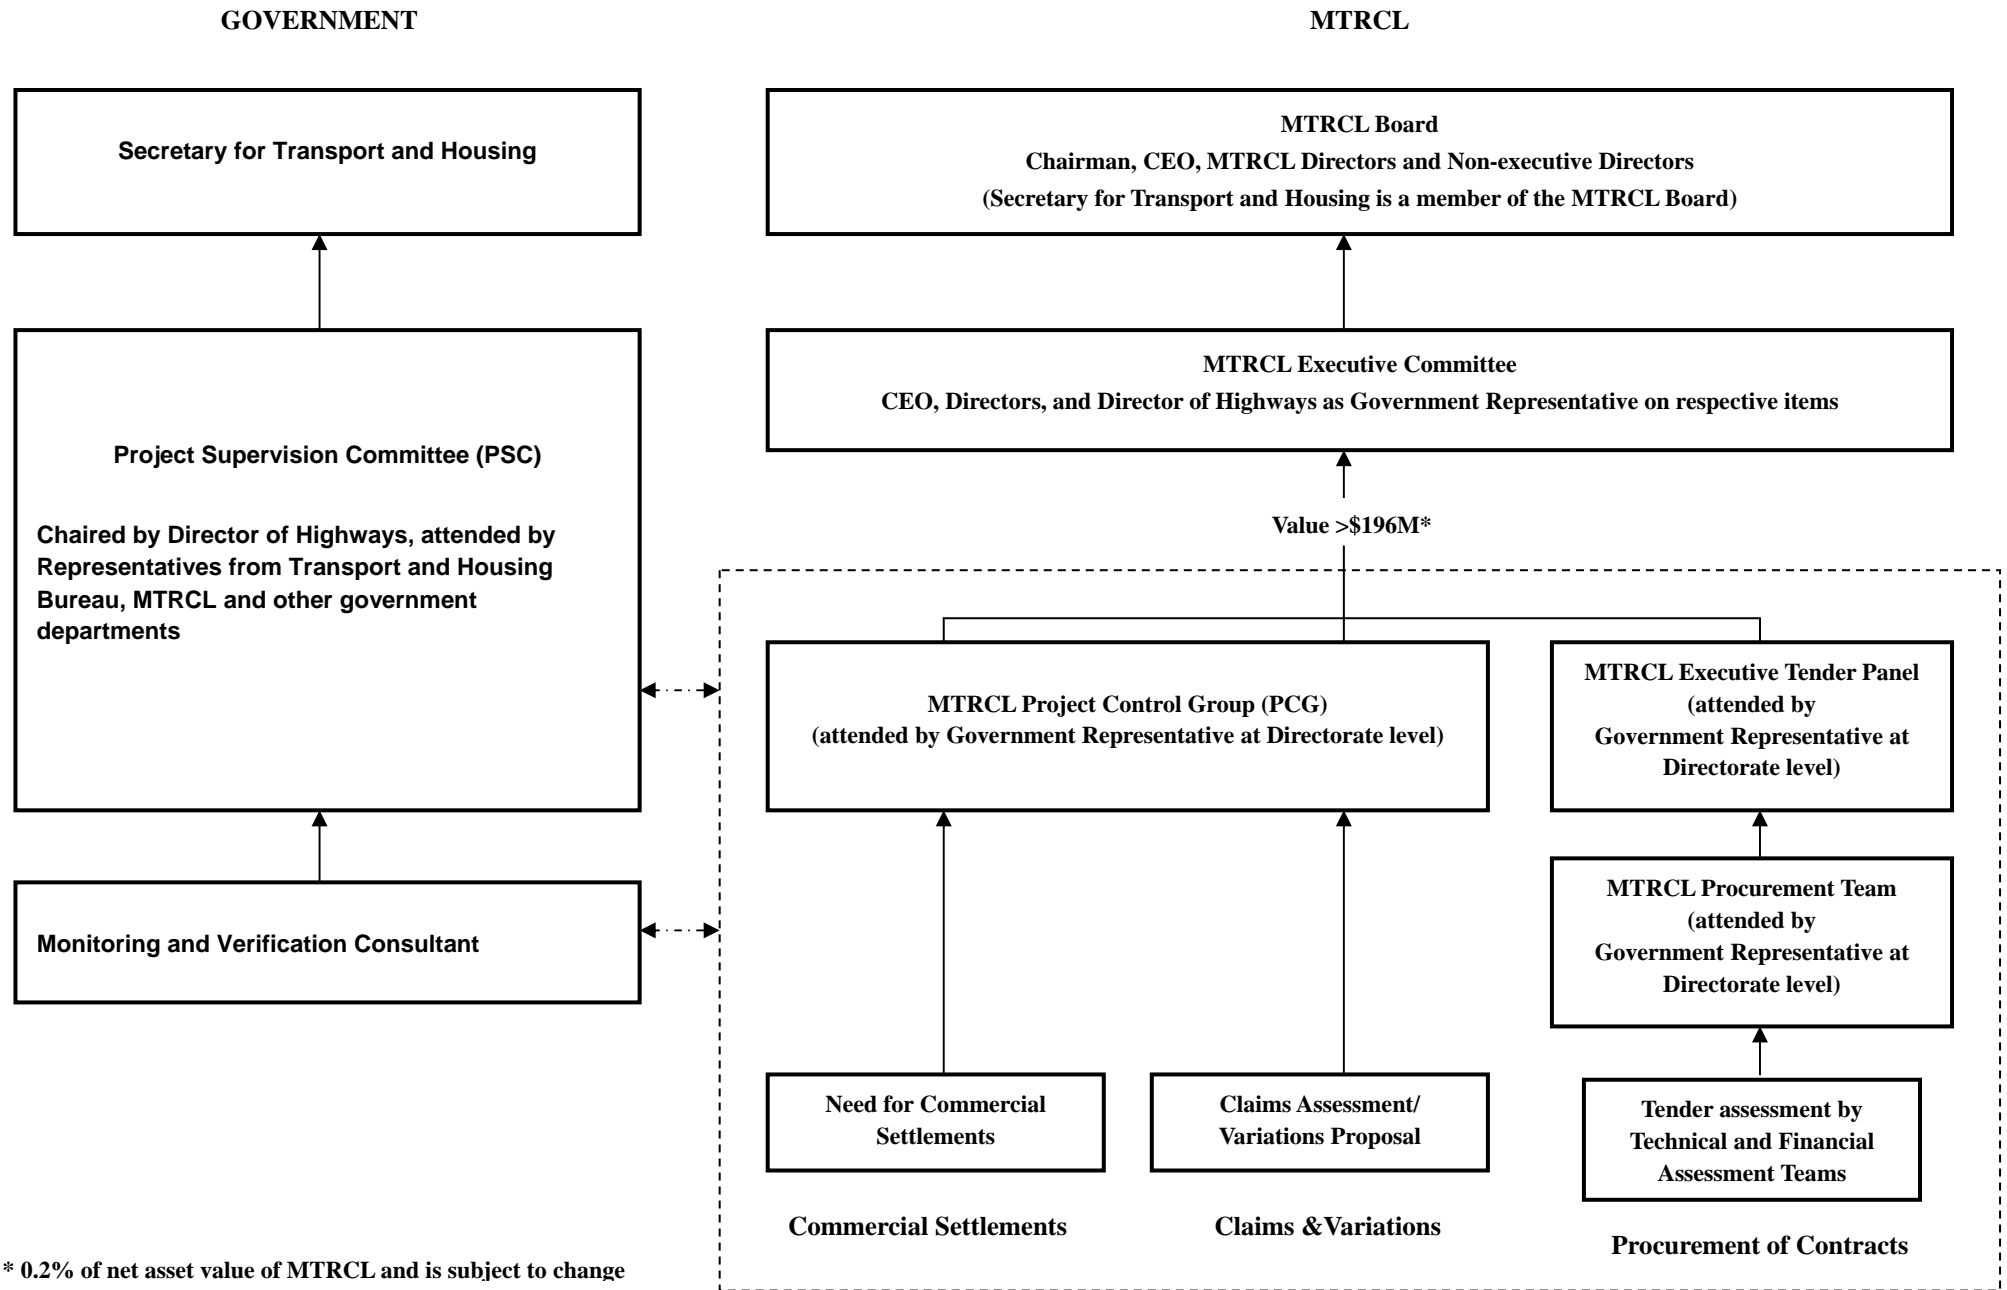 GOVERNMENT
MTRCL
Secretary for Transport and Housing
MTRCL Board
Chairman, CEO, MTRCL Directors and Non-executive Directors
(Secretary for Transport and Housing is a member of the MTRCL Board)
Project Supervision Committee (PSC)
Chaired by Director of Highways, attended by
Representatives from Transport and Housing
Bureau, MTRCL and other government
departments
MTRCL Executive Committee
CEO, Directors, and Director of Highways as Government Representative on respective items
Value >$196M*
MTRCL Project Control Group (PCG)
(attended by Government Representative at Directorate level)
MTRCL Executive Tender Panel
(attended by
Government Representative at
Directorate level)
Monitoring and Verification Consultant
MTRCL Procurement Team
(attended by
Government Representative at
Directorate level)
Need for Commercial
Settlements
Claims Assessment/
Variations Proposal
Tender assessment by
Technical and Financial
Assessment Teams
Commercial Settlements
Claims &Variations
Procurement of Contracts
* 0.2% of net asset value of MTRCL and is subject to change